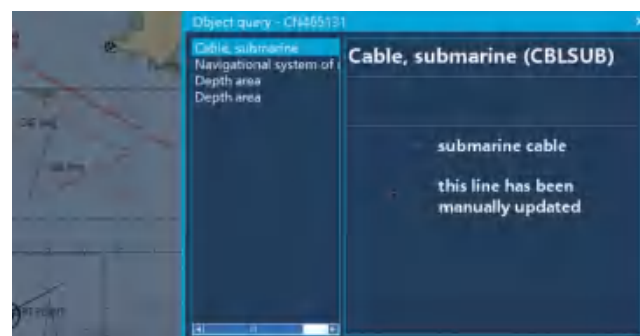 Object query - CN465131
Cable, submarine
Navigational system of
Depth area
Depth area
Cable, submarine (CBLSUB)
submarine cable
this line has been
manually updated